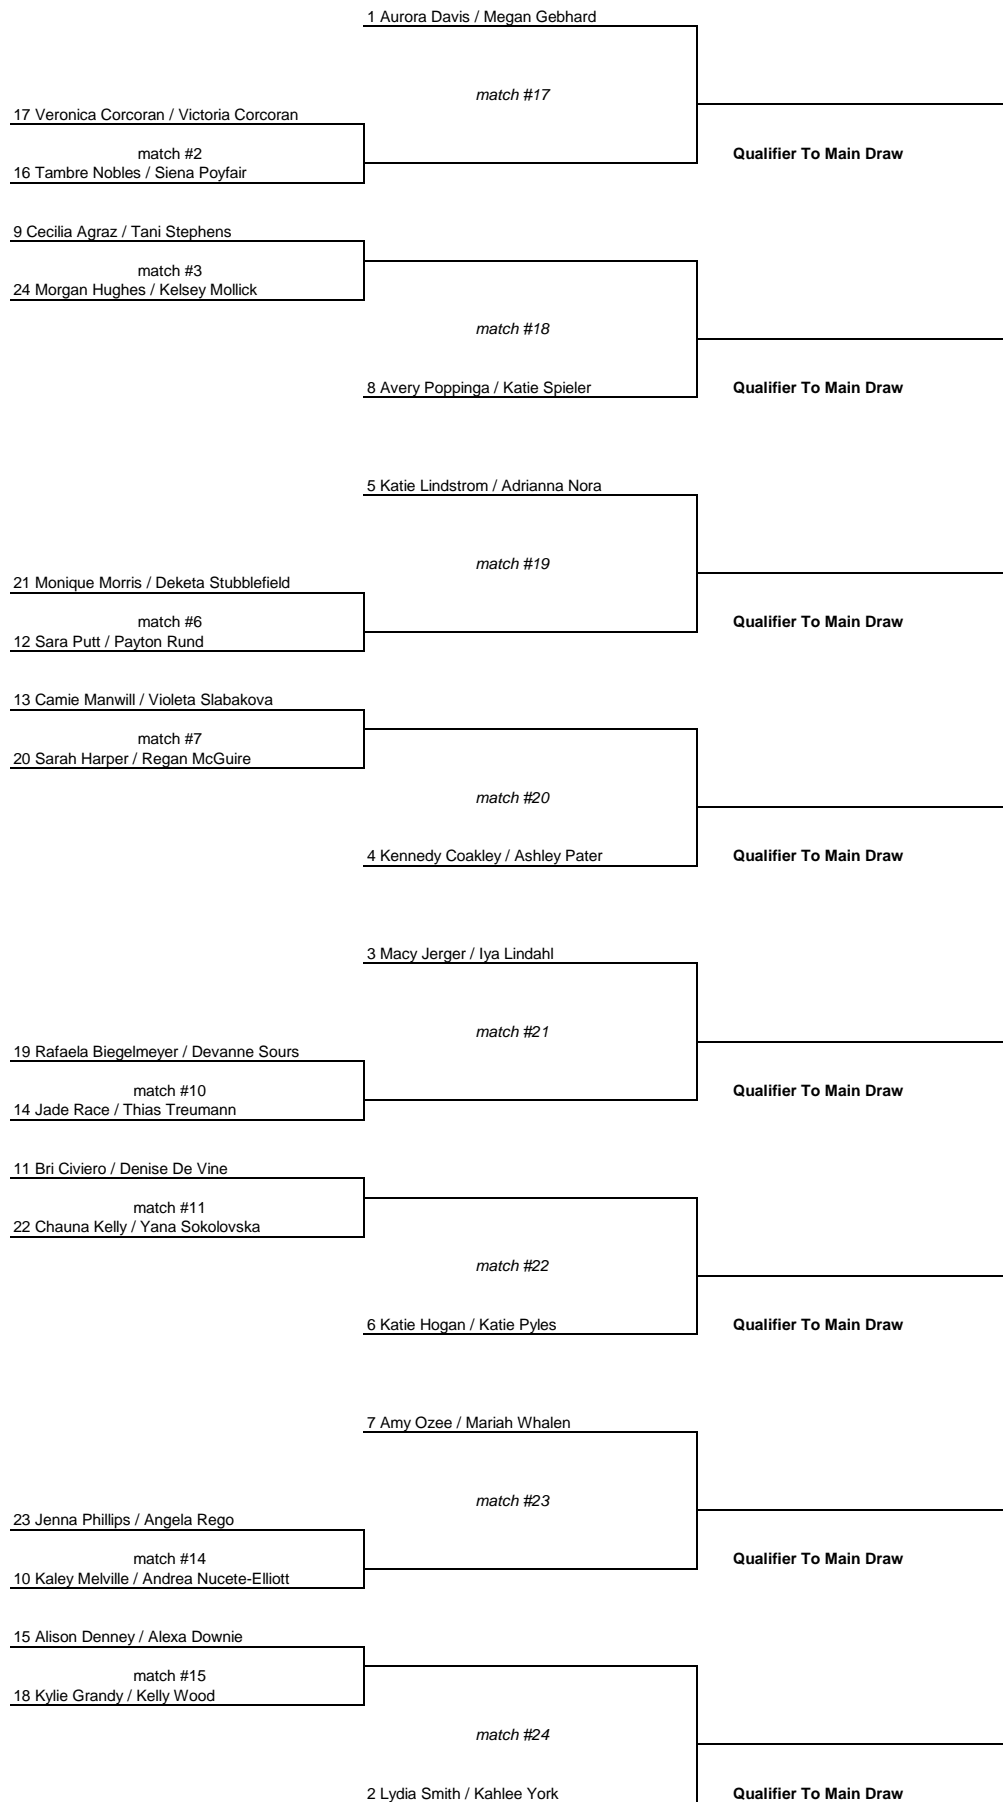 1 Aurora Davis / Megan Gebhard
match #17
17 Veronica Corcoran / Victoria Corcoran
match #2
Qualifier To Main Draw
16 Tambre Nobles / Siena Poyfair
9 Cecilia Agraz / Tani Stephens
match #3
24 Morgan Hughes / Kelsey Mollick
match #18
8 Avery Poppinga / Katie Spieler
Qualifier To Main Draw
5 Katie Lindstrom / Adrianna Nora
match #19
21 Monique Morris / Deketa Stubblefield
match #6
Qualifier To Main Draw
12 Sara Putt / Payton Rund
13 Camie Manwill / Violeta Slabakova
match #7
20 Sarah Harper / Regan McGuire
match #20
4 Kennedy Coakley / Ashley Pater
Qualifier To Main Draw
3 Macy Jerger / Iya Lindahl
match #21
19 Rafaela Biegelmeyer / Devanne Sours
match #10
Qualifier To Main Draw
14 Jade Race / Thias Treumann
11 Bri Civiero / Denise De Vine
match #11
22 Chauna Kelly / Yana Sokolovska
match #22
6 Katie Hogan / Katie Pyles
Qualifier To Main Draw
7 Amy Ozee / Mariah Whalen
match #23
23 Jenna Phillips / Angela Rego
match #14
Qualifier To Main Draw
10 Kaley Melville / Andrea Nucete-Elliott
15 Alison Denney / Alexa Downie
match #15
18 Kylie Grandy / Kelly Wood
match #24
2 Lydia Smith / Kahlee York
Qualifier To Main Draw